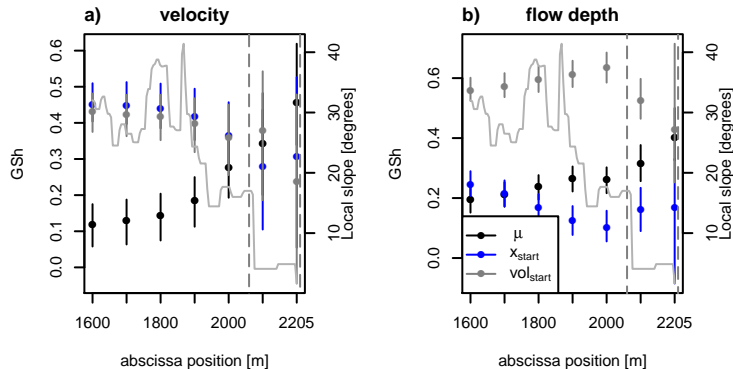 a) velocity
GSh
0.0 0.1 0.2 0.3 0.4 0.5 0.6
10 20 30 40
Local slope [degrees]
1600 1800 2000 2205
abscissa position [m]
b) flow depth
GSh
0.0 0.2 0.4 0.6
10 20 30 40
Local slope [degrees]
μ
xstart
volstart
1600 1800 2000 2205
abscissa position [m]